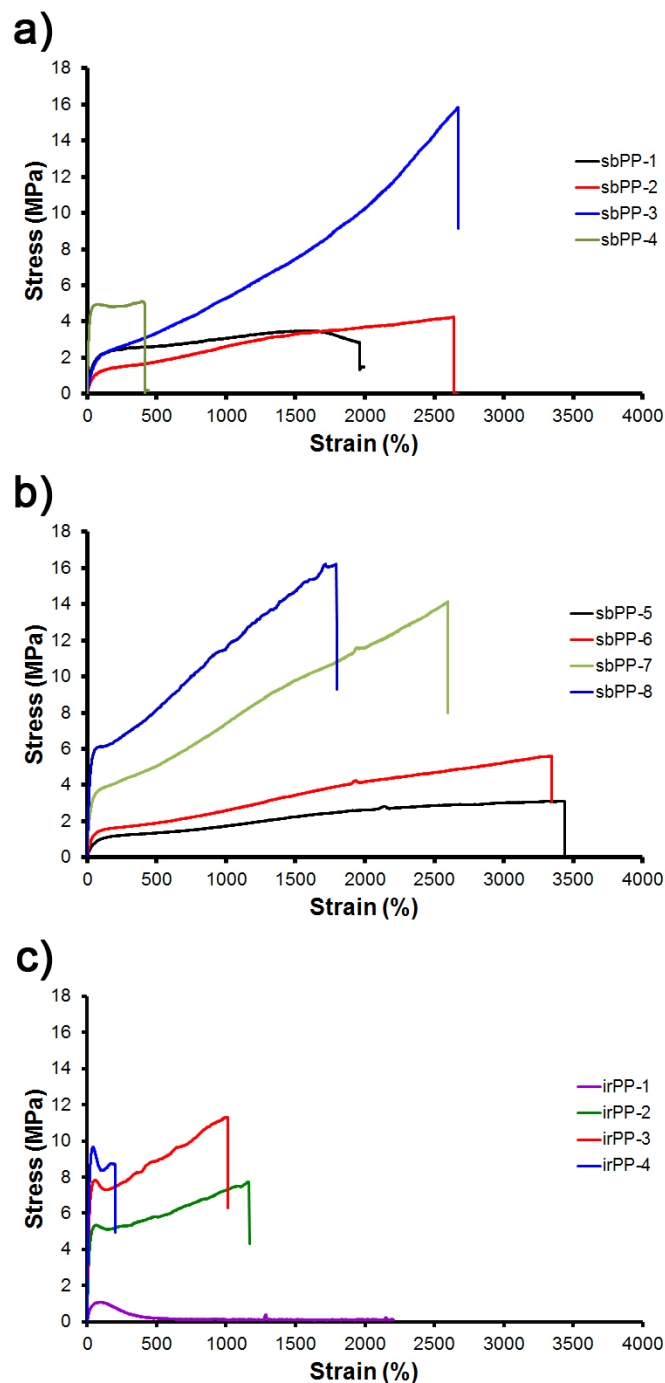 a)
18
16
14
12
10
8
6
4
2
0
Stress (MPa)
sbPP-1
sbPP-2
sbPP-3
sbPP-4
0 500 1000 1500 2000 2500 3000 3500 4000
Strain (%)
b)
18
16
14
12
10
8
6
4
2
0
Stress (MPa)
sbPP-5
sbPP-6
sbPP-7
sbPP-8
0 500 1000 1500 2000 2500 3000 3500 4000
Strain (%)
c)
18
16
14
12
10
8
6
4
2
0
Stress (MPa)
irPP-1
irPP-2
irPP-3
irPP-4
0 500 1000 1500 2000 2500 3000 3500 4000
Strain (%)